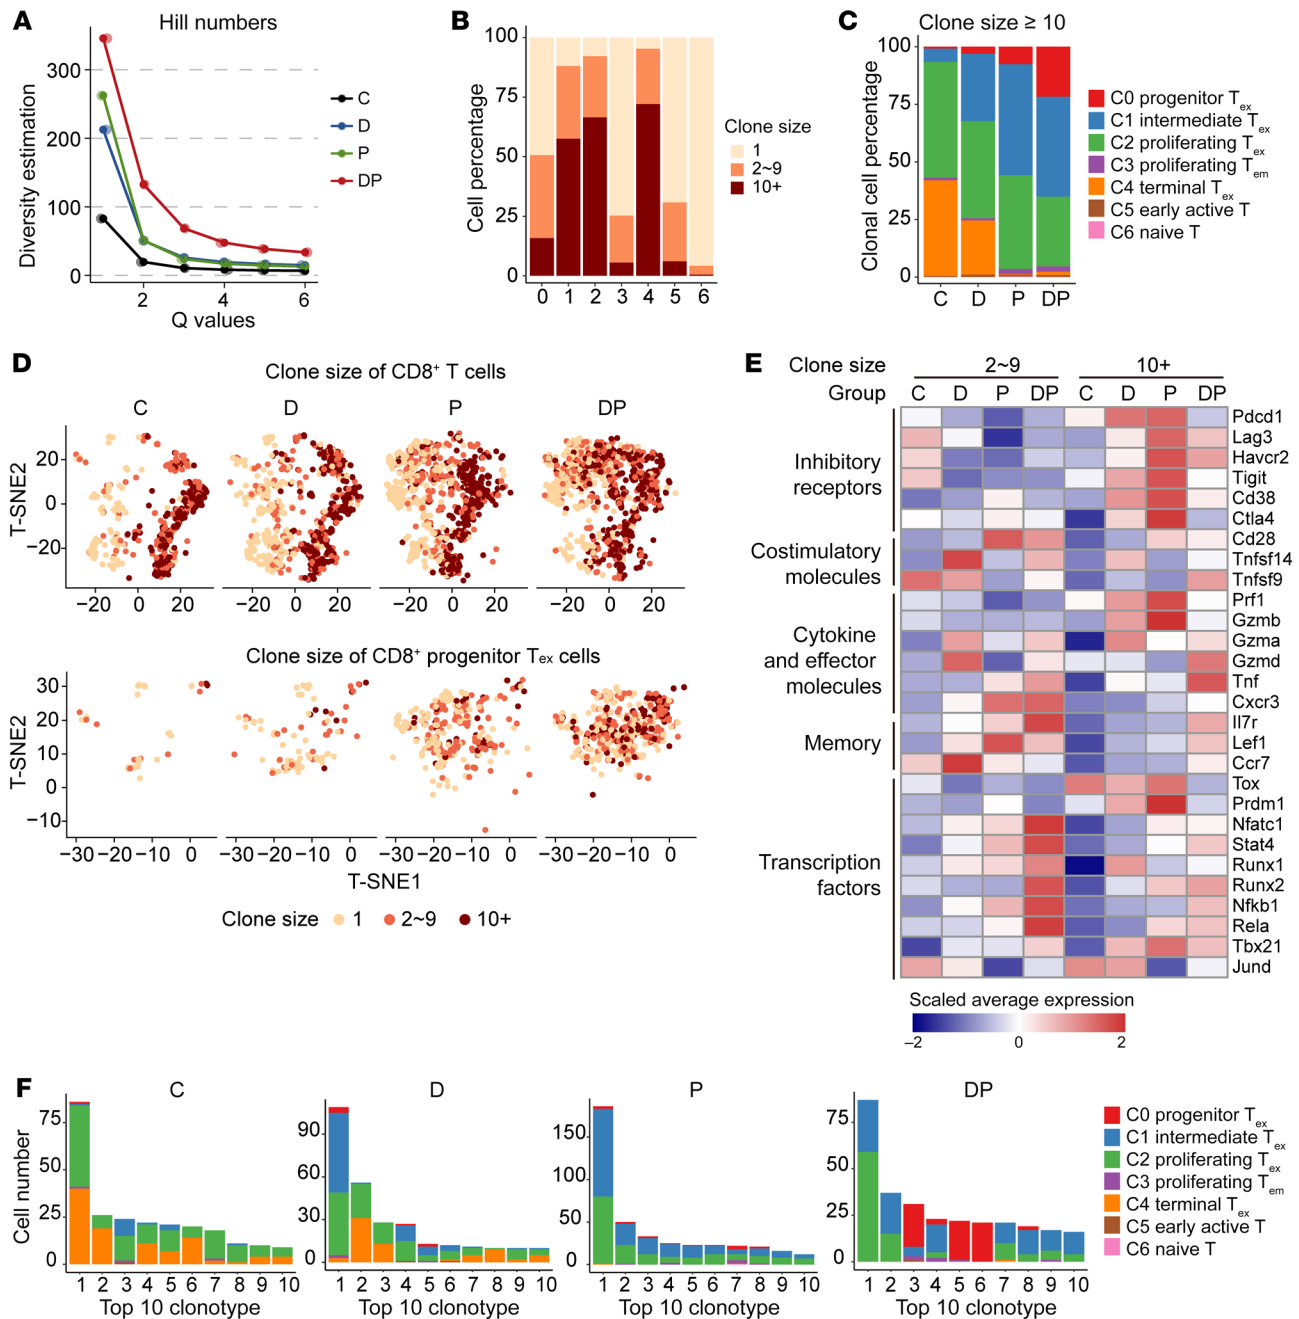 A
Hill numbers
Diversity estimation
300
200
100
0
2
4
6
Q values
C
D
P
DP
B
Cell percentage
100
75
50
25
0
0 1 2 3 4 5 6
Clone size
1
2~9
10+
C
Clone size ≥ 10
Clonal cell percentage
100
75
50
25
0
C D P DP
C0 progenitor Tex
C1 intermediate Tex
C2 proliferating Tex
C3 proliferating Tem
C4 terminal Tex
C5 early active T
C6 naive T
D
Clone size of CD8+ T cells
C D P DP
T-SNE2
20
0
−20
−20 0 20
−20 0 20
−20 0 20
−20 0 20
Clone size of CD8+ progenitor Tex cells
T-SNE2
30
20
10
0
−10
−30 −20 −10 0
−30 −20 −10 0
−30 −20 −10 0
−30 −20 −10 0
T-SNE1
Clone size 1 2~9 10+
E
Clone size 2~9 10+
Group C D P DP C D P DP
Inhibitory
receptors
Costimulatory
molecules
Cytokine
and effector
molecules
Memory
Transcription
factors
Pdcd1
Lag3
Havcr2
Tigit
Cd38
Ctla4
Cd28
Tnfsf14
Tnfsf9
Prf1
Gzmb
Gzma
Gzmd
Tnf
Cxcr3
Il7r
Lef1
Ccr7
Tox
Prdm1
Nfatc1
Stat4
Runx1
Runx2
Nfkb1
Rela
Tbx21
Jund
Scaled average expression
−2 0 2
F
Cell number
C
75
50
25
0
1 2 3 4 5 6 7 8 9 10
Top 10 clonotype
D
90
60
30
0
1 2 3 4 5 6 7 8 9 10
Top 10 clonotype
P
150
100
50
0
1 2 3 4 5 6 7 8 9 10
Top 10 clonotype
DP
75
50
25
0
1 2 3 4 5 6 7 8 9 10
Top 10 clonotype
C0 progenitor Tex
C1 intermediate Tex
C2 proliferating Tex
C3 proliferating Tem
C4 terminal Tex
C5 early active T
C6 naive T